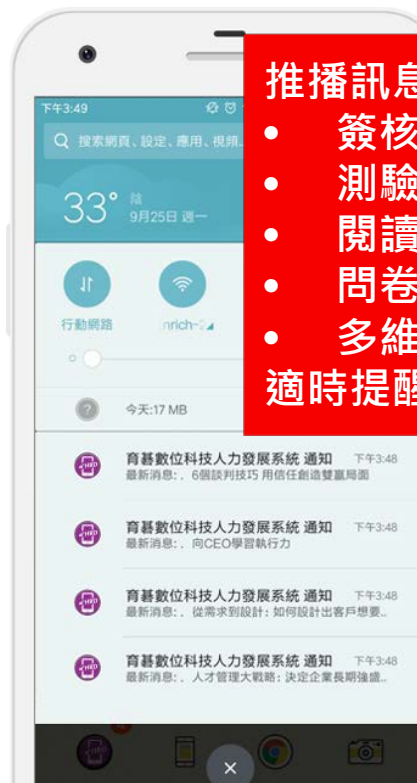 下午3:49
搜索網頁、設定、應用、視頻..
33°
陰
9月25日 週一
行動網路
今天:17 MB
推播訊息
• 簽核
• 測驗
• 閱讀
• 問卷
• 多維
適時提醒
育碁數位科技人力發展系統 通知 下午3:48
最新消息:﹐6個談判技巧 用信任創造雙贏局面
育碁數位科技人力發展系統 通知 下午3:48
最新消息:﹐向CEO學習執行力
育碁數位科技人力發展系統 通知 下午3:48
最新消息:﹐從需求到設計: 如何設計出客戶想要..
育碁數位科技人力發展系統 通知 下午3:48
最新消息:﹐人才管理大戰略: 決定企業長期強盛..